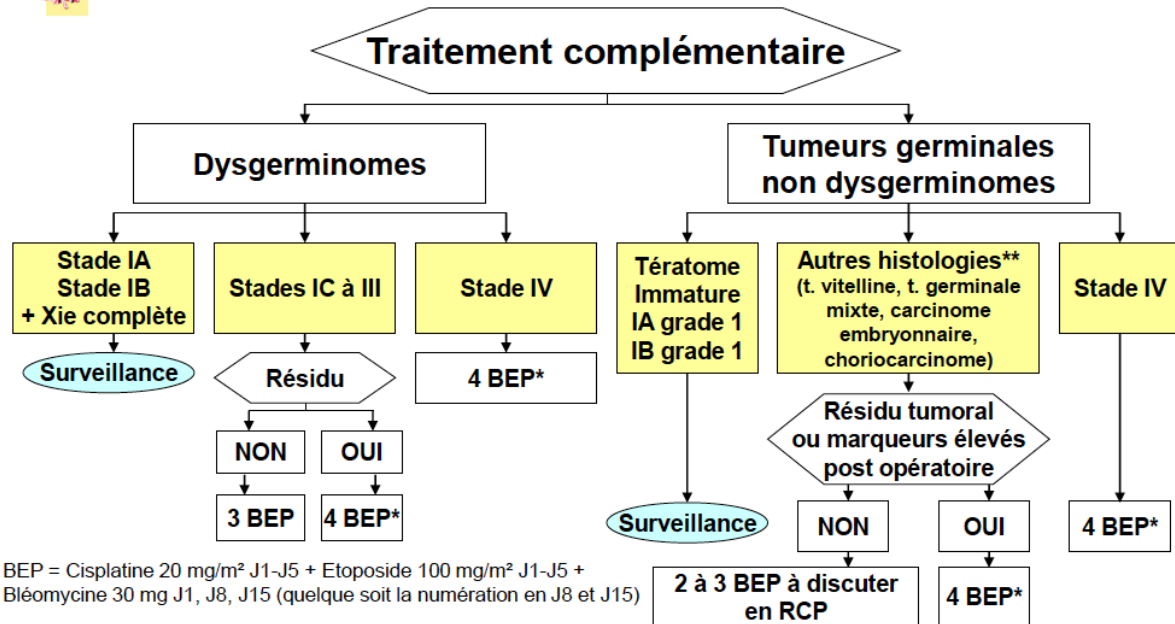 Traitement complémentaire
Dysgerminomes
Tumeurs germinales
non dysgerminomes
Stade IA
Stade IB
+ Xie complète
Stades IC à III
Stade IV
Tératome
Immature
IA grade 1
IB grade 1
Autres histologies**
(t. vitelline, t. germinale
mixte, carcinome
embryonnaire,
choriocarcinome)
Stade IV
Surveillance
Résidu
4 BEP*
Résidu tumoral
ou marqueurs élevés
post opératoire
NON
OUI
3 BEP
4 BEP*
Surveillance
NON
OUI
4 BEP*
2 à 3 BEP à discuter
en RCP
4 BEP*
BEP = Cisplatine 20 mg/m² J1-J5 + Etoposide 100 mg/m² J1-J5 +
Bléomycine 30 mg J1, J8, J15 (quelque soit la numération en J8 et J15)